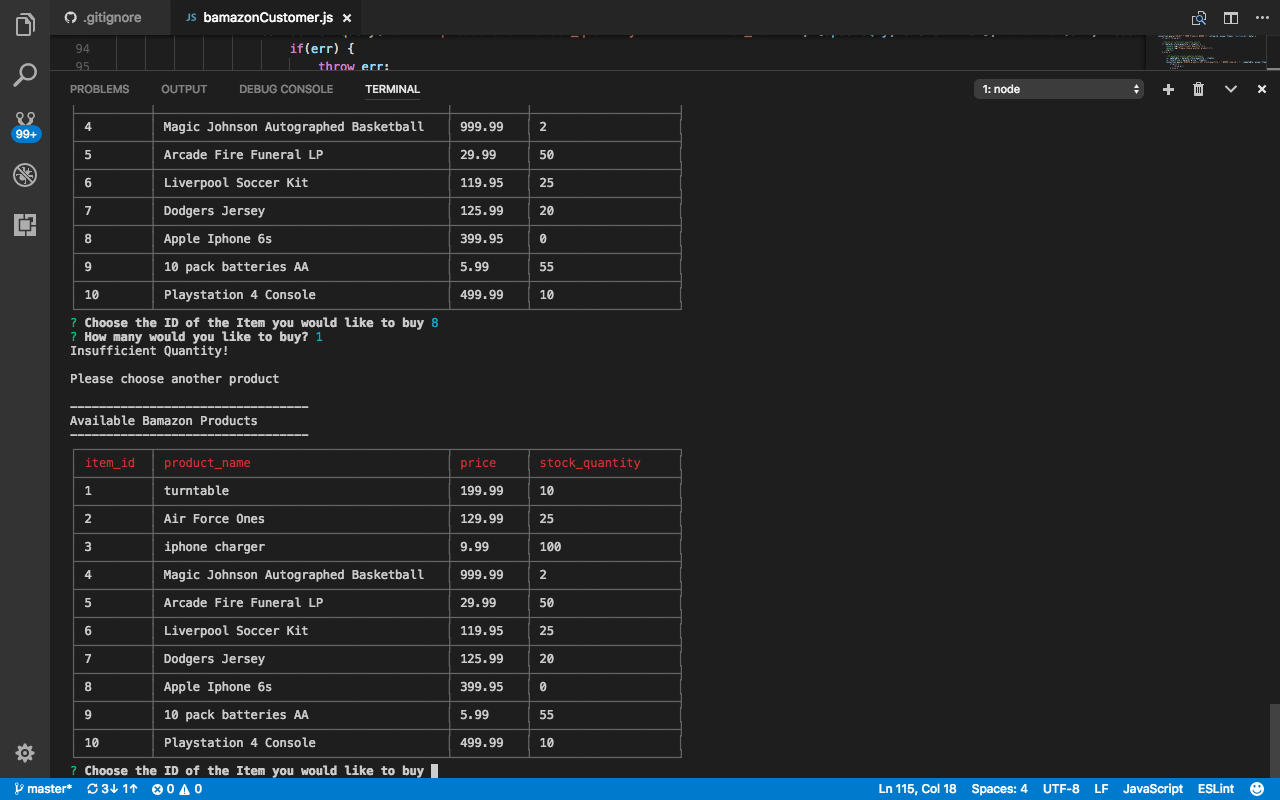 .gitignore JS bamazonCustomer.js ×
94 if(err) {
95 throw err;
PROBLEMS OUTPUT DEBUG CONSOLE TERMINAL 1: node
99+
4 Magic Johnson Autographed Basketball 999.99 2
5 Arcade Fire Funeral LP 29.99 50
6 Liverpool Soccer Kit 119.95 25
7 Dodgers Jersey 125.99 20
8 Apple Iphone 6s 399.95 0
9 10 pack batteries AA 5.99 55
10 Playstation 4 Console 499.99 10
? Choose the ID of the Item you would like to buy 8
? How many would you like to buy? 1
Insufficient Quantity!
Please choose another product
---------------------------------
Available Bamazon Products
---------------------------------
item_id product_name price stock_quantity
1 turntable 199.99 10
2 Air Force Ones 129.99 25
3 iphone charger 9.99 100
4 Magic Johnson Autographed Basketball 999.99 2
5 Arcade Fire Funeral LP 29.99 50
6 Liverpool Soccer Kit 119.95 25
7 Dodgers Jersey 125.99 20
8 Apple Iphone 6s 399.95 0
9 10 pack batteries AA 5.99 55
10 Playstation 4 Console 499.99 10
? Choose the ID of the Item you would like to buy
master* 3↓ 1↑ 0 0 Ln 115, Col 18 Spaces: 4 UTF-8 LF JavaScript ESLint